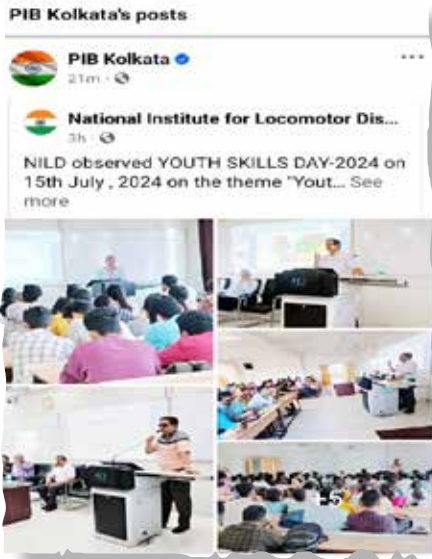 PIB Kolkata's posts
PIB Kolkata
21m
National Institute for Locomotor Dis...
3h
NILD observed YOUTH SKILLS DAY-2024 on
15th July , 2024 on the theme "Yout... See
more
+5